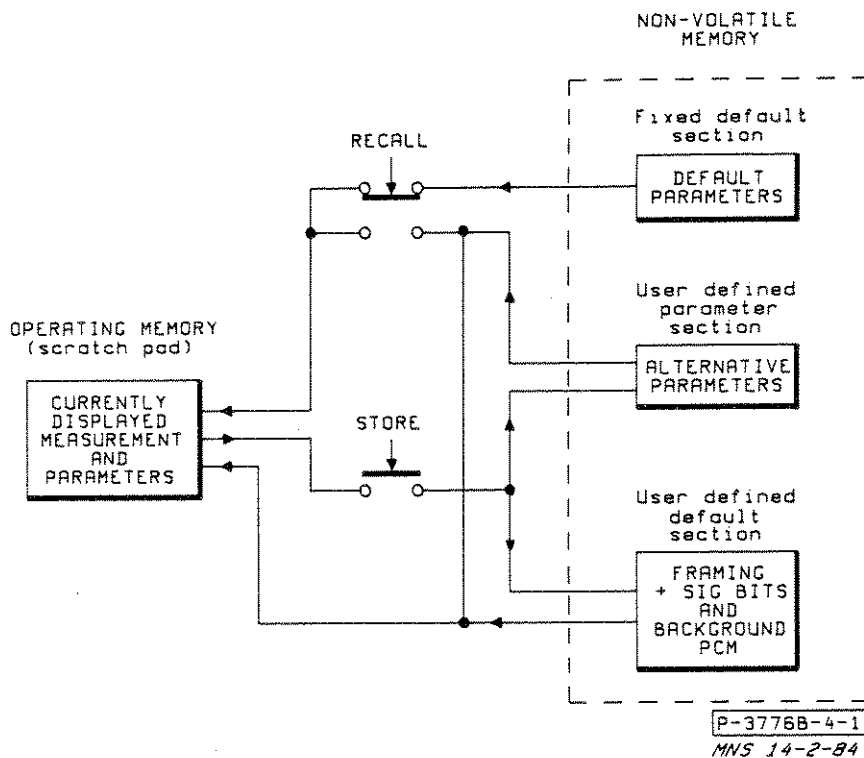 NON-VOLATILE
MEMORY
Fixed default
section
RECALL
DEFAULT
PARAMETERS
User defined
parameter
section
OPERATING MEMORY
(scratch pad)
ALTERNATIVE
PARAMETERS
CURRENTLY
DISPLAYED
MEASUREMENT
AND
PARAMETERS
STORE
User defined
default
section
FRAMING
+ SIG BITS
AND
BACKGROUND
PCM
P-3776B-4-1
MNS 14-2-84